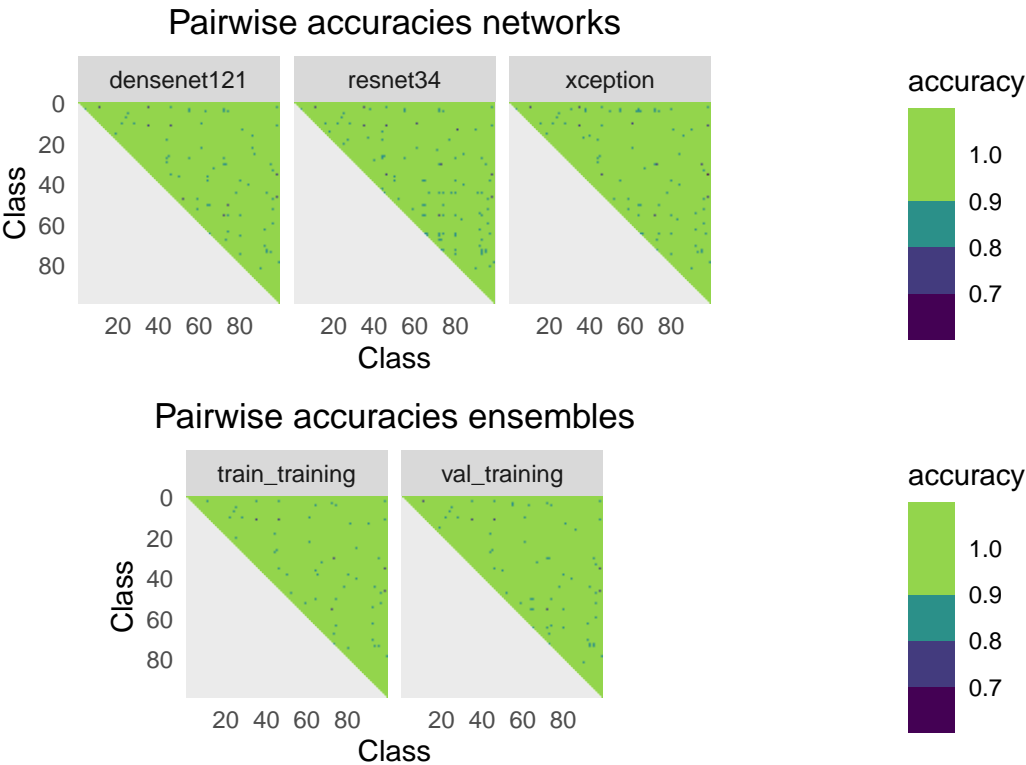 Pairwise accuracies networks
densenet121 resnet34 xception
accuracy
0
20
40
60
80
Class
20 40 60 80 20 40 60 80 20 40 60 80
Class
1.0
0.9
0.8
0.7
Pairwise accuracies ensembles
train_training val_training
accuracy
0
20
40
60
80
Class
20 40 60 80 20 40 60 80
Class
1.0
0.9
0.8
0.7